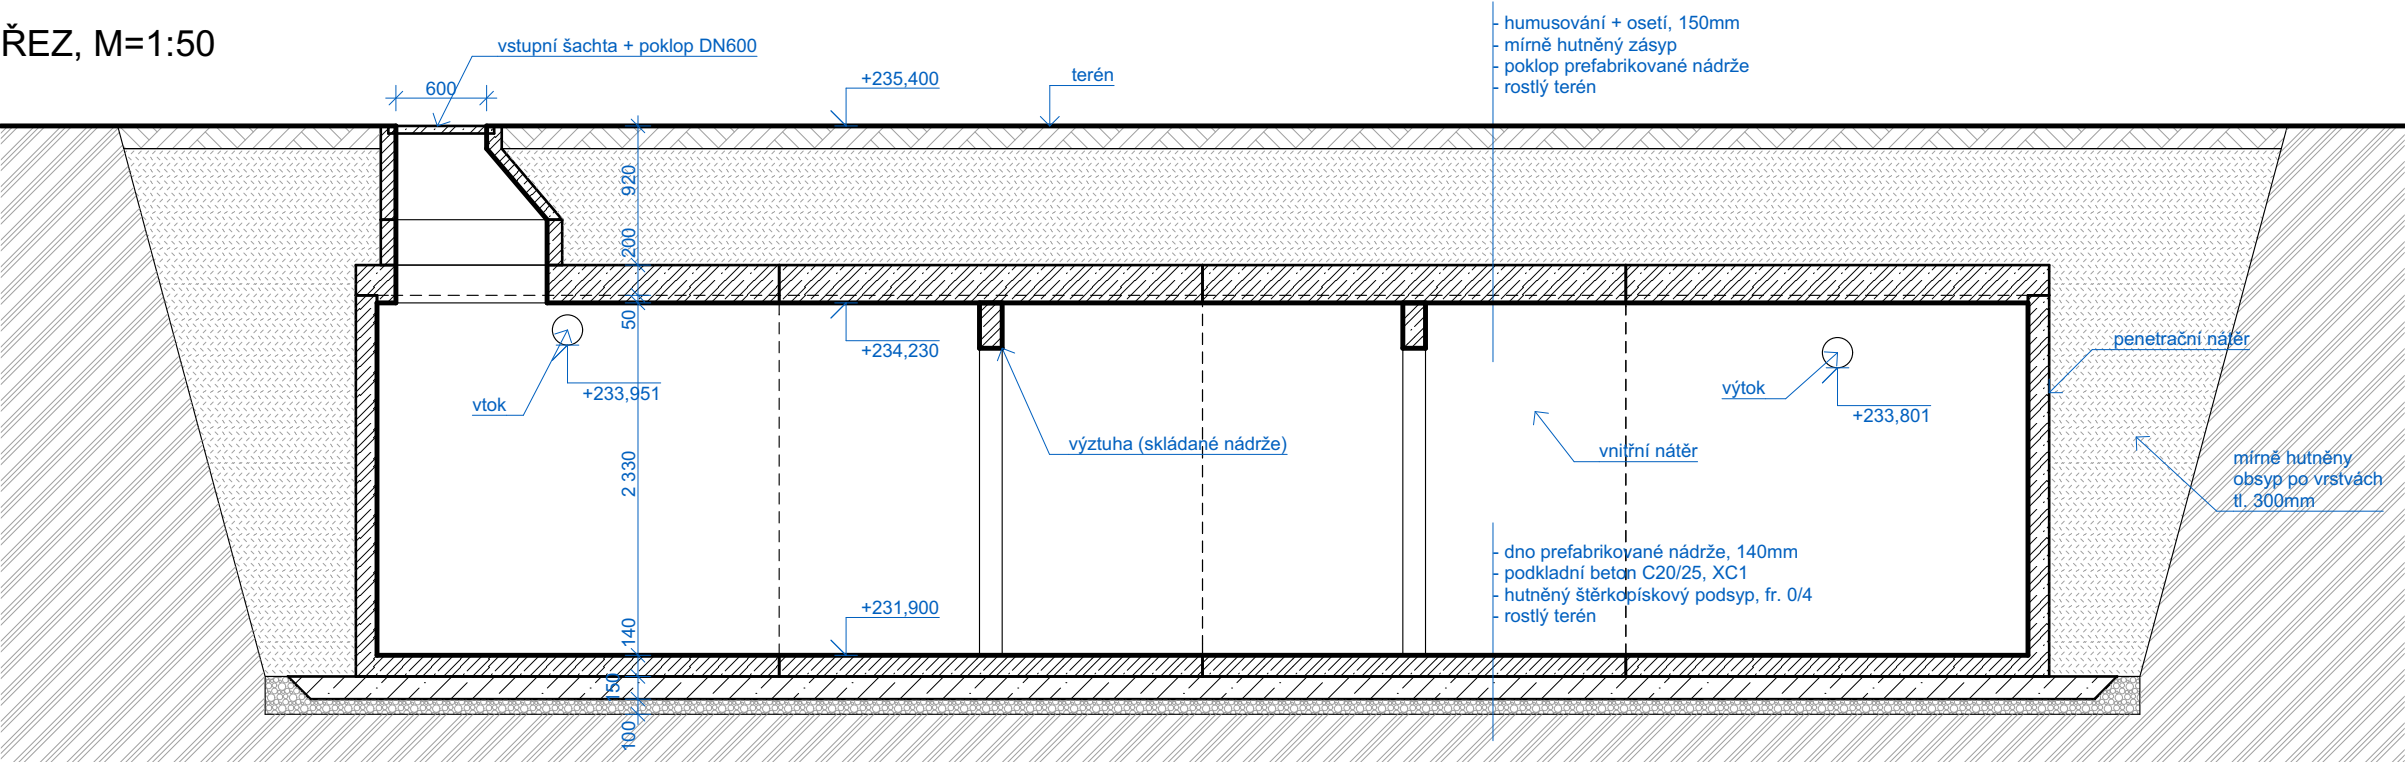 ŘEZ, M=1:50
vstupní šachta + poklop DN600
600
+235,400
terén
- humusování + osetí, 150mm
- mírně hutněný zásyp
- poklop prefabrikované nádrže
- rostlý terén
920
200
50
+234,230
+233,951
vtok
výztuha (skládané nádrže)
2 330
vnitřní nátěr
výtok
+233,801
penetrační nátěr
mírně hutněny
obsyp po vrstvách
tl. 300mm
- dno prefabrikované nádrže, 140mm
- podkladní beton C20/25, XC1
- hutněný štěrkopískový podsyp, fr. 0/4
- rostlý terén
+231,900
140
150
100